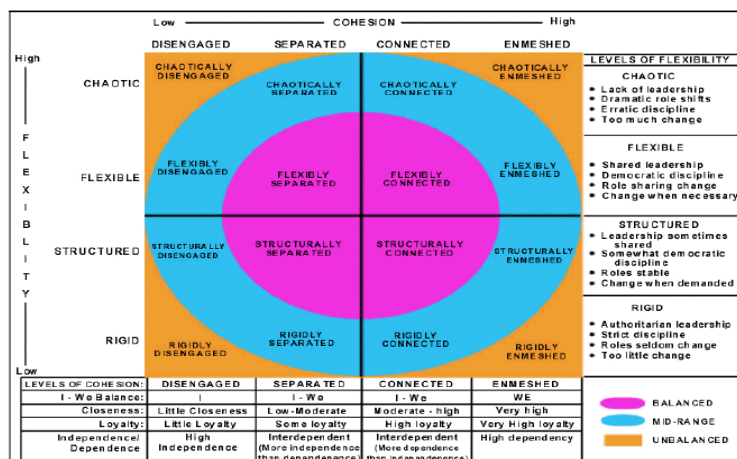 Low COHESION High
DISENGAGED SEPARATED CONNECTED ENMESHED
High
CHAOTIC
CHAOTICALLY
DISENGAGED
CHAOTICALLY
SEPARATED
CHAOTICALLY
CONNECTED
CHAOTICALLY
ENMESHED
FLEXIBLE
FLEXIBLY
DISENGAGED
FLEXIBLY
SEPARATED
FLEXIBLY
CONNECTED
FLEXIBLY
ENMESHED
FLEXIBILITY
STRUCTURED
STRUCTURALLY
DISENGAGED
STRUCTURALLY
SEPARATED
STRUCTURALLY
CONNECTED
STRUCTURALLY
ENMESHED
RIGID
RIGIDLY
DISENGAGED
RIGIDLY
SEPARATED
RIGIDLY
CONNECTED
RIGIDLY
ENMESHED
Low
LEVELS OF FLEXIBILITY
CHAOTIC
• Lack of leadership
• Dramatic role shifts
• Erratic discipline
• Too much change
FLEXIBLE
• Shared leadership
• Democratic discipline
• Role sharing change
• Change when necessary
STRUCTURED
• Leadership sometimes
shared
• Somewhat democratic
discipline
• Roles stable
• Change when demanded
RIGID
• Authoritarian leadership
• Strict discipline
• Roles seldom change
• Too little change
LEVELS OF COHESION: DISENGAGED SEPARATED CONNECTED ENMESHED
I - We Balance: I I - We I - We WE
Closeness: Little Closeness Low-Moderate Moderate - high Very high
Loyalty: Little Loyalty Some loyalty High loyalty Very High loyalty
Independence/
Dependence
High
Independence
Interdependent
(More independence
than dependence)
Interdependent
(More dependence
than independence)
High dependency
BALANCED
MID-RANGE
UNBALANCED